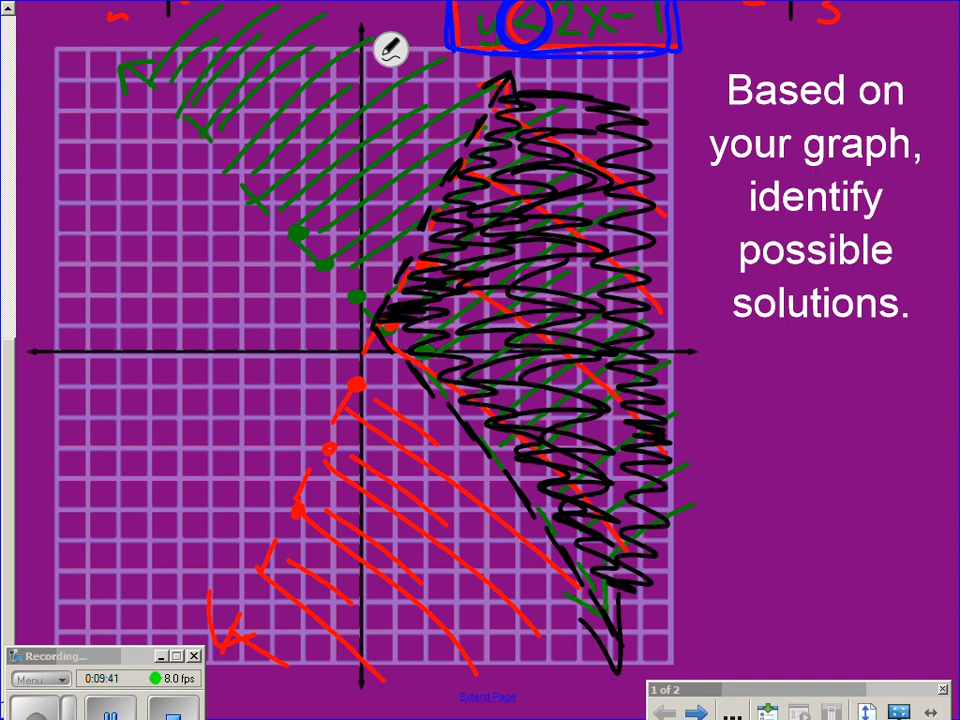 y < 2x - 1
Based on
your graph,
identify
possible
solutions.
Recording...
Menu
0:09:41
8.0 fps
Extend Page
1 of 2